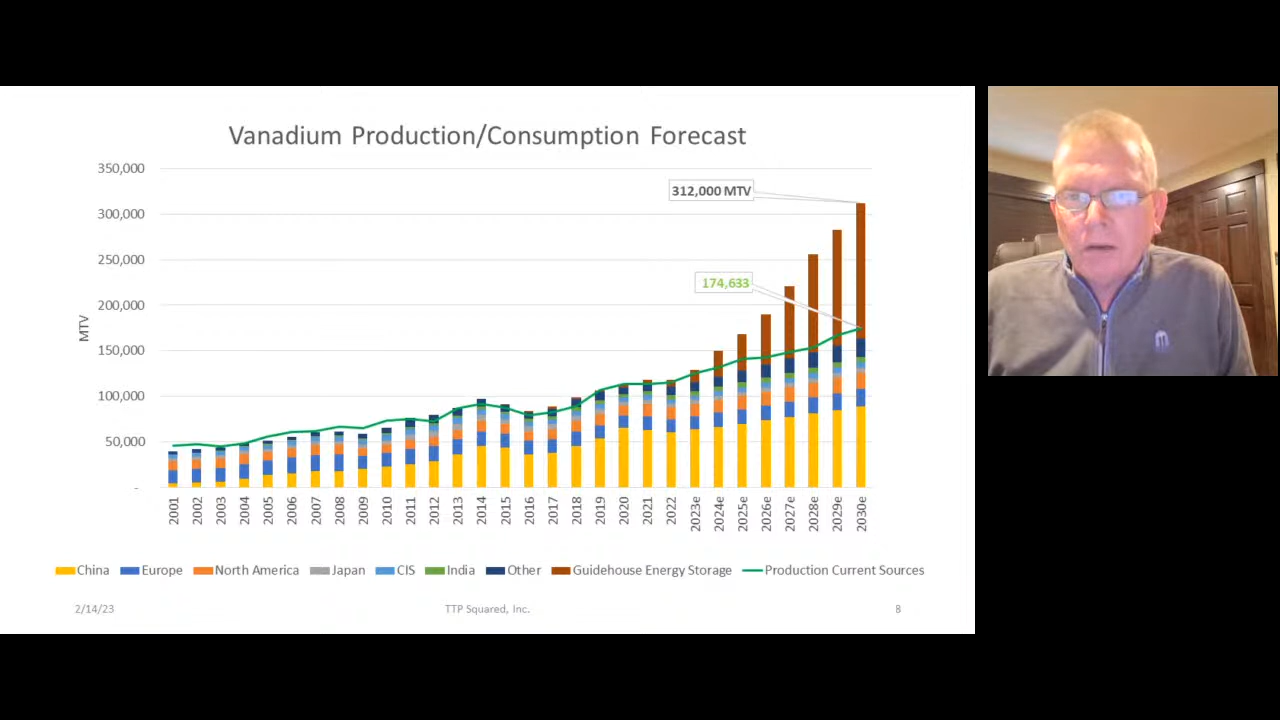 Vanadium Production/Consumption Forecast
350,000
300,000
250,000
200,000
150,000
100,000
50,000
-
MTV
312,000 MTV
174,633
2001 2002 2003 2004 2005 2006 2007 2008 2009 2010 2011 2012 2013 2014 2015 2016 2017 2018 2019 2020 2021 2022 2023e 2024e 2025e 2026e 2027e 2028e 2029e 2030e
China Europe North America Japan CIS India Other Guidehouse Energy Storage Production Current Sources
2/14/23 TTP Squared, Inc. 8